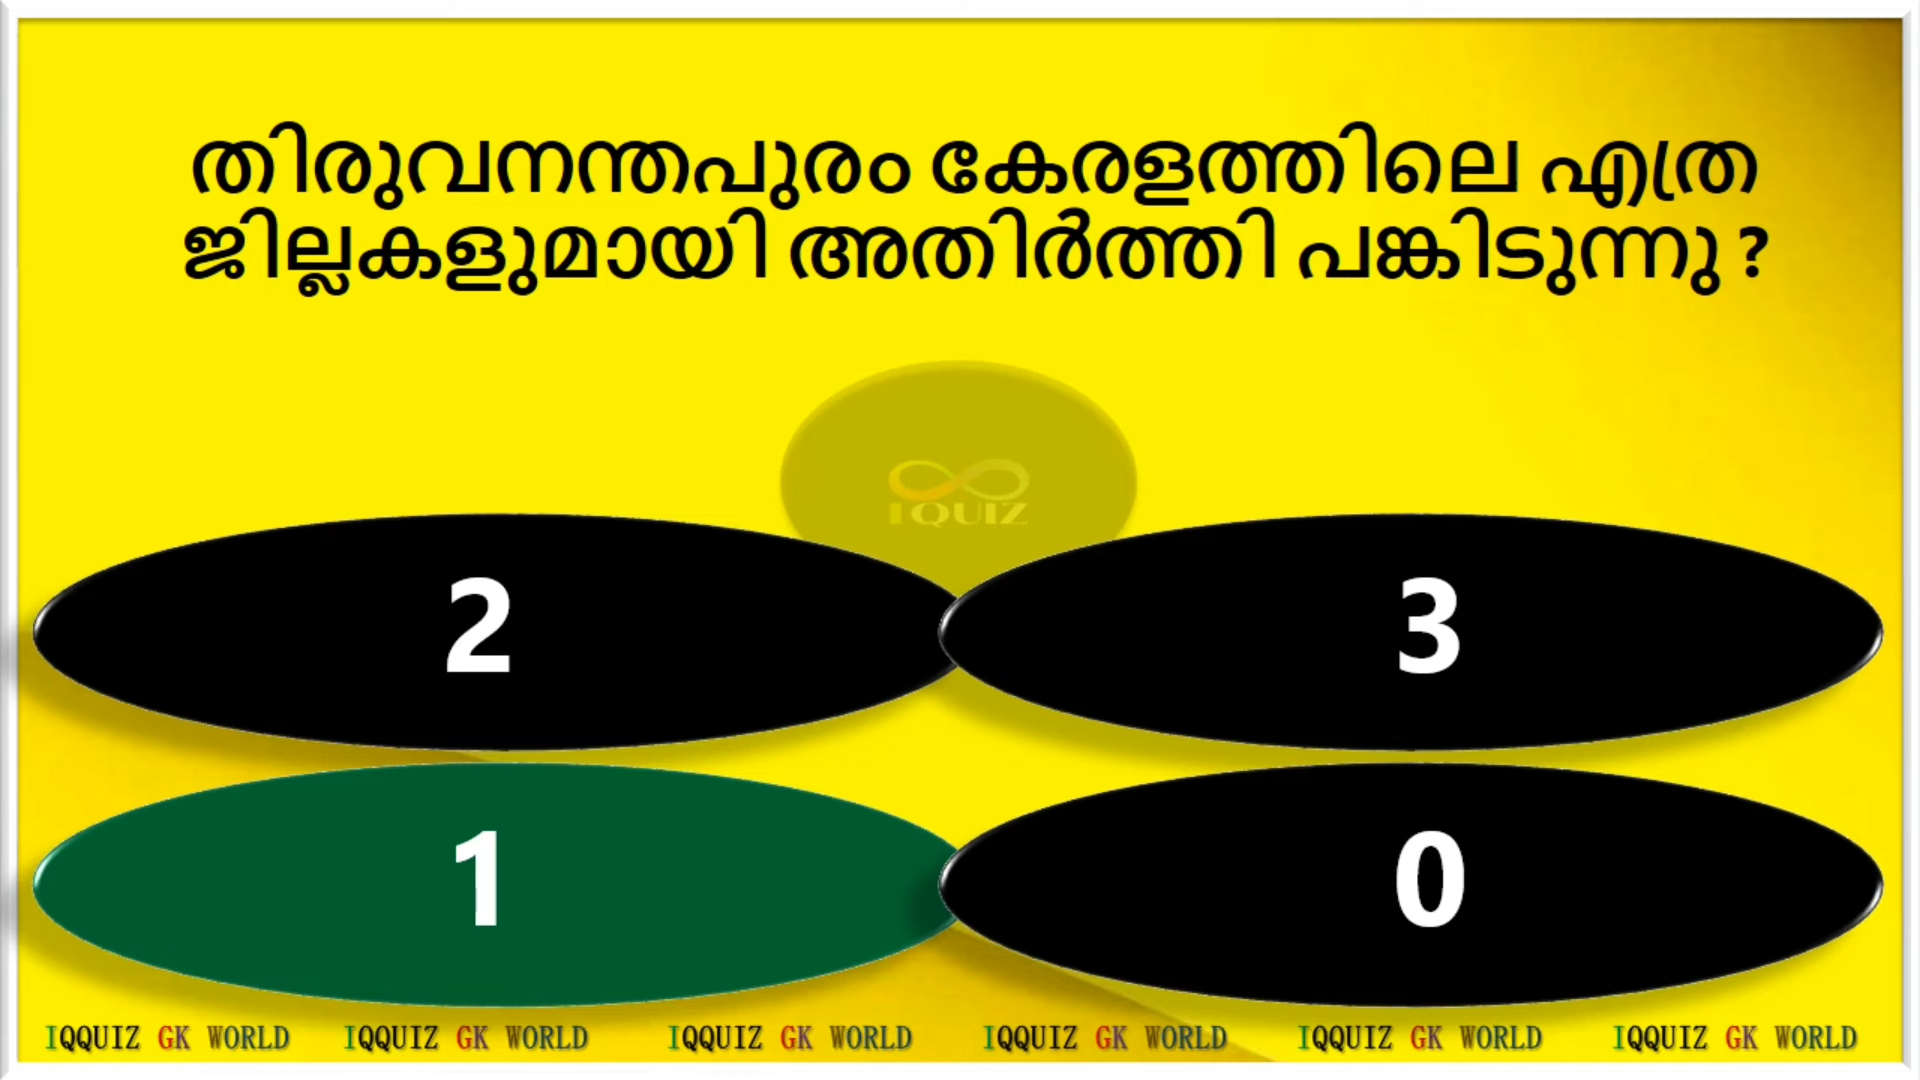 തിരുവനന്തപുരം കേരളത്തിലെ എത്ര
ജില്ലകളുമായി അതിർത്തി പങ്കിടുന്നു ?
I QUIZ
2
3
1
0
IQQUIZ GK WORLD IQQUIZ GK WORLD IQQUIZ GK WORLD IQQUIZ GK WORLD IQQUIZ GK WORLD IQQUIZ GK WORLD